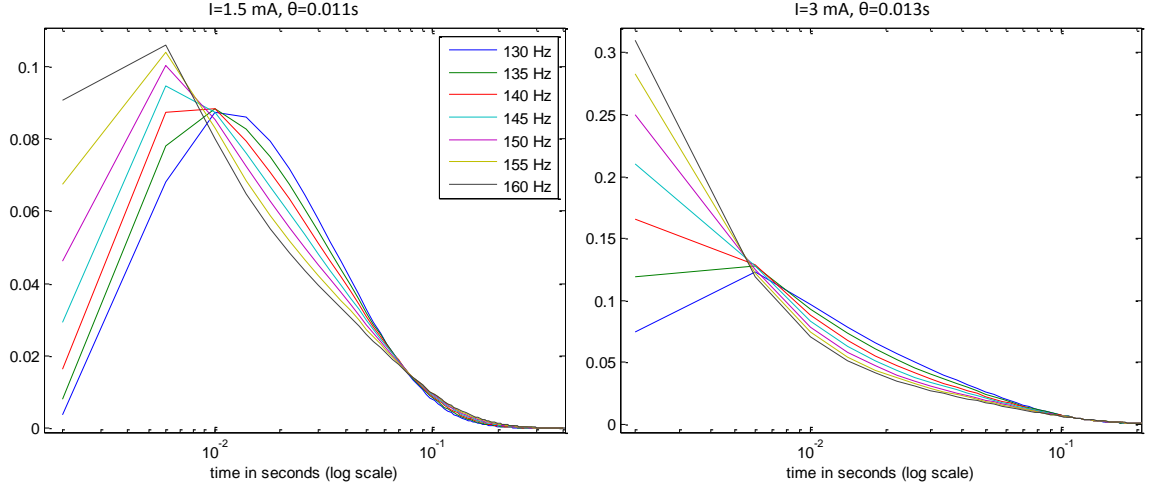 I=1.5 mA, θ=0.011s
0.1
0.08
0.06
0.04
0.02
0
130 Hz
135 Hz
140 Hz
145 Hz
150 Hz
155 Hz
160 Hz
10⁻²
10⁻¹
time in seconds (log scale)
I=3 mA, θ=0.013s
0.3
0.25
0.2
0.15
0.1
0.05
0
10⁻²
10⁻¹
time in seconds (log scale)